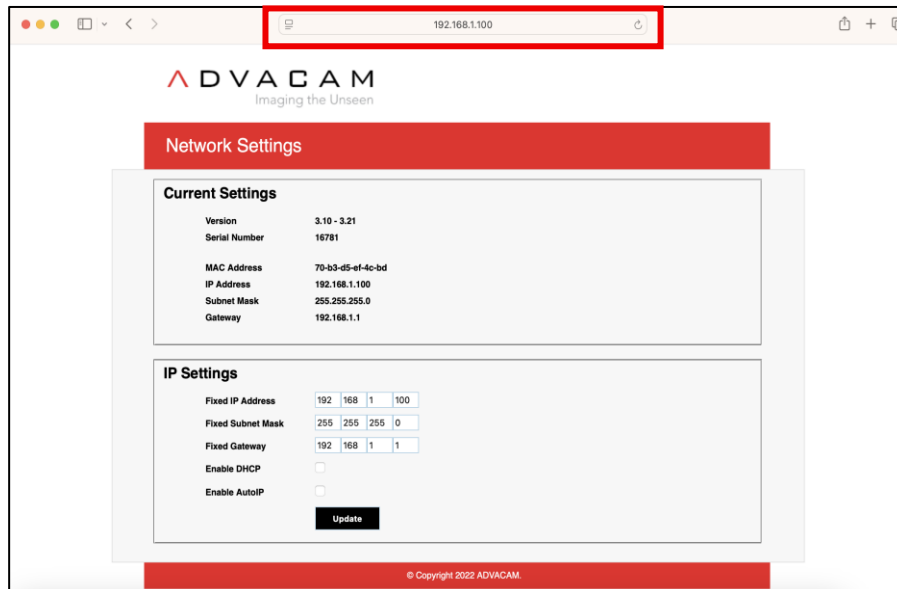 192.168.1.100
ADVACAM
Imaging the Unseen
Network Settings
Current Settings
Version 3.10 - 3.21
Serial Number 16781
MAC Address 70-b3-d5-ef-4c-bd
IP Address 192.168.1.100
Subnet Mask 255.255.255.0
Gateway 192.168.1.1
IP Settings
Fixed IP Address 192 168 1 100
Fixed Subnet Mask 255 255 255 0
Fixed Gateway 192 168 1 1
Enable DHCP
Enable AutoIP
Update
© Copyright 2022 ADVACAM.